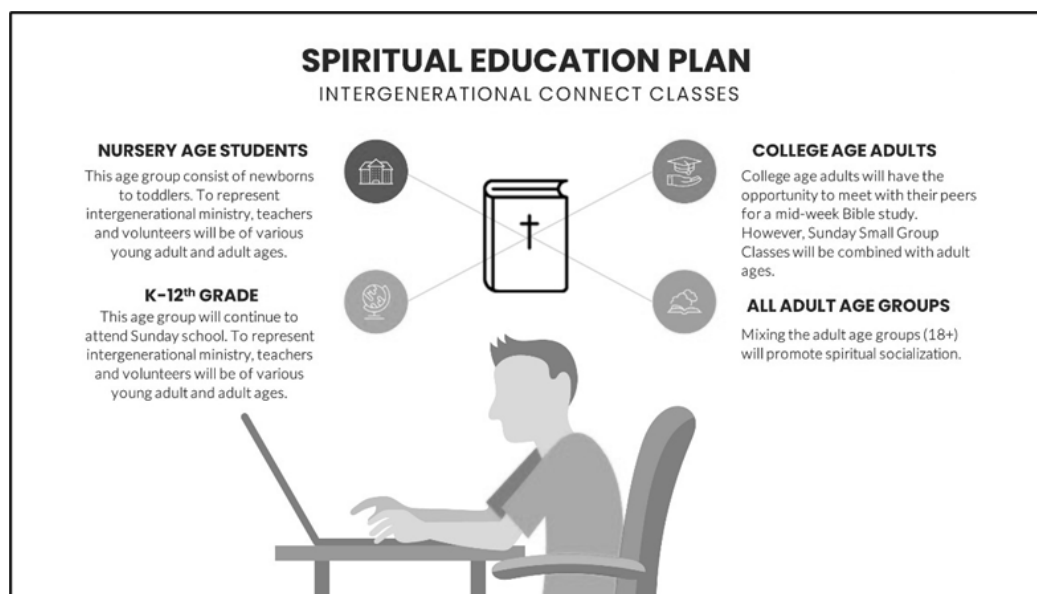 SPIRITUAL EDUCATION PLAN
INTERGENERATIONAL CONNECT CLASSES
NURSERY AGE STUDENTS
This age group consist of newborns
to toddlers. To represent
intergenerational ministry, teachers
and volunteers will be of various
young adult and adult ages.
K-12th GRADE
This age group will continue to
attend Sunday school. To represent
intergenerational ministry, teachers
and volunteers will be of various
young adult and adult ages.
COLLEGE AGE ADULTS
College age adults will have the
opportunity to meet with their peers
for a mid-week Bible study.
However, Sunday Small Group
Classes will be combined with adult
ages.
ALL ADULT AGE GROUPS
Mixing the adult age groups (18+)
will promote spiritual socialization.